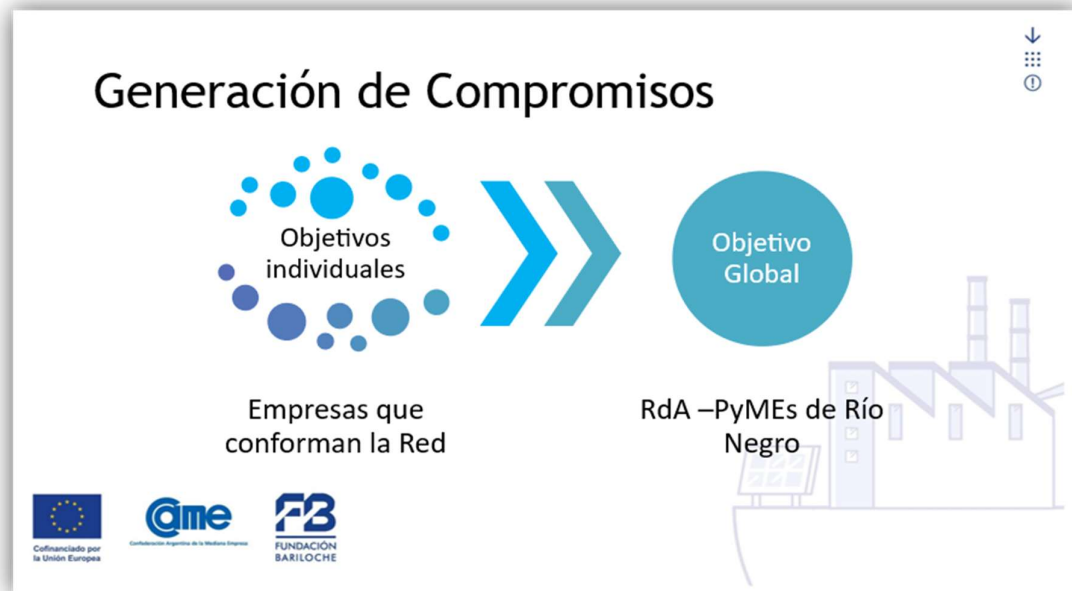 Generación de Compromisos
Objetivos
individuales
Objetivo
Global
Empresas que
conforman la Red
RdA –PyMEs de Río
Negro
Cofinanciado por
la Unión Europea
came
Confederación Argentina de la Mediana Empresa
FB
FUNDACIÓN
BARILOCHE